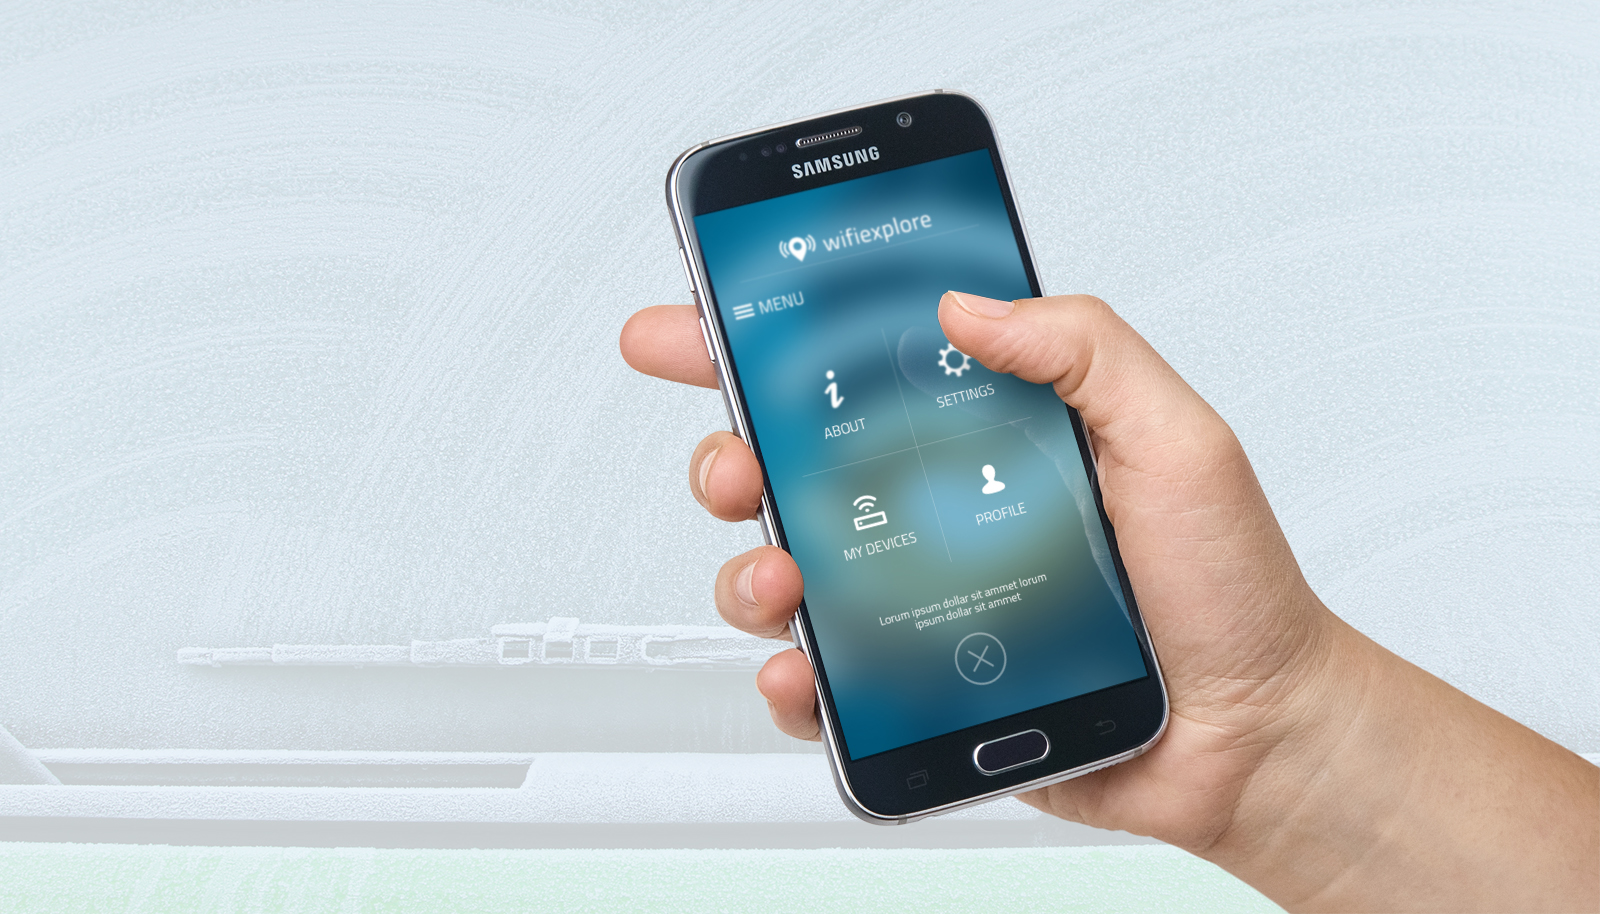 SAMSUNG
wifiexplore
MENU
ABOUT
SETTINGS
MY DEVICES
PROFILE
Lorum ipsum dollar sit ammet lorum
ipsum dollar sit ammet